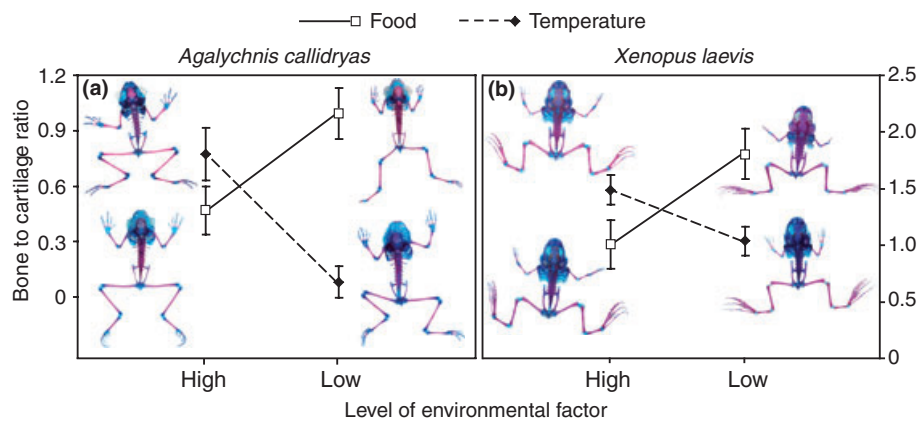 Food Temperature
Agalychnis callidryas Xenopus laevis
(a) (b)
Bone to cartilage ratio
1.2
0.9
0.6
0.3
0
2.5
2.0
1.5
1.0
0.5
0
High Low High Low
Level of environmental factor